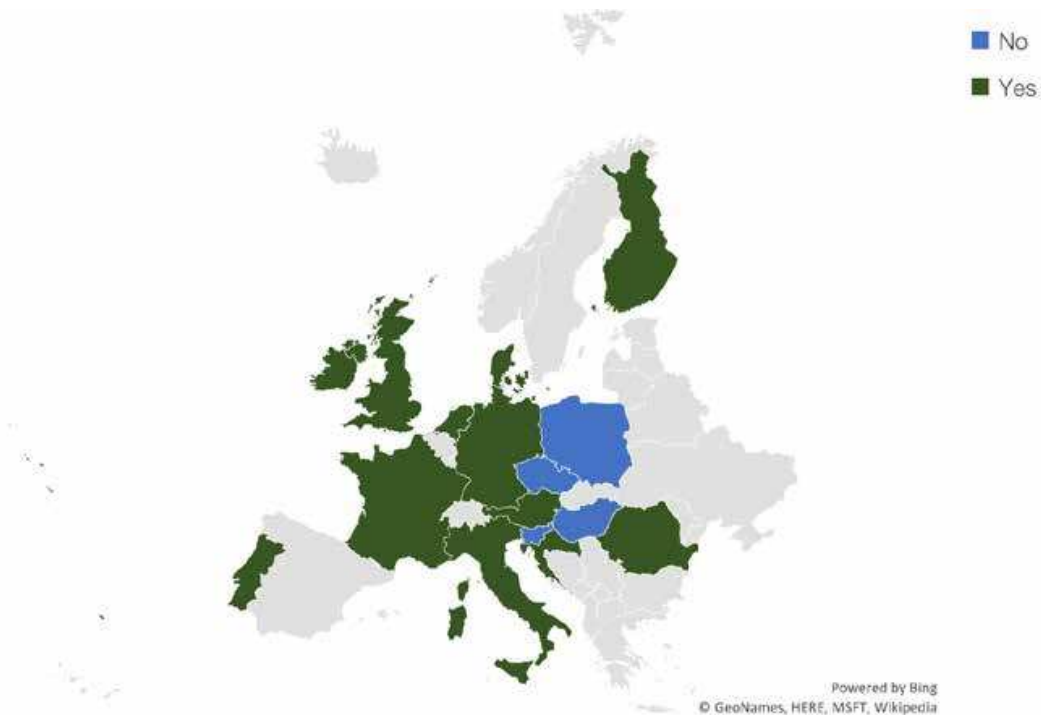 No
Yes
Powered by Bing
© GeoNames, HERE, MSFT, Wikipedia